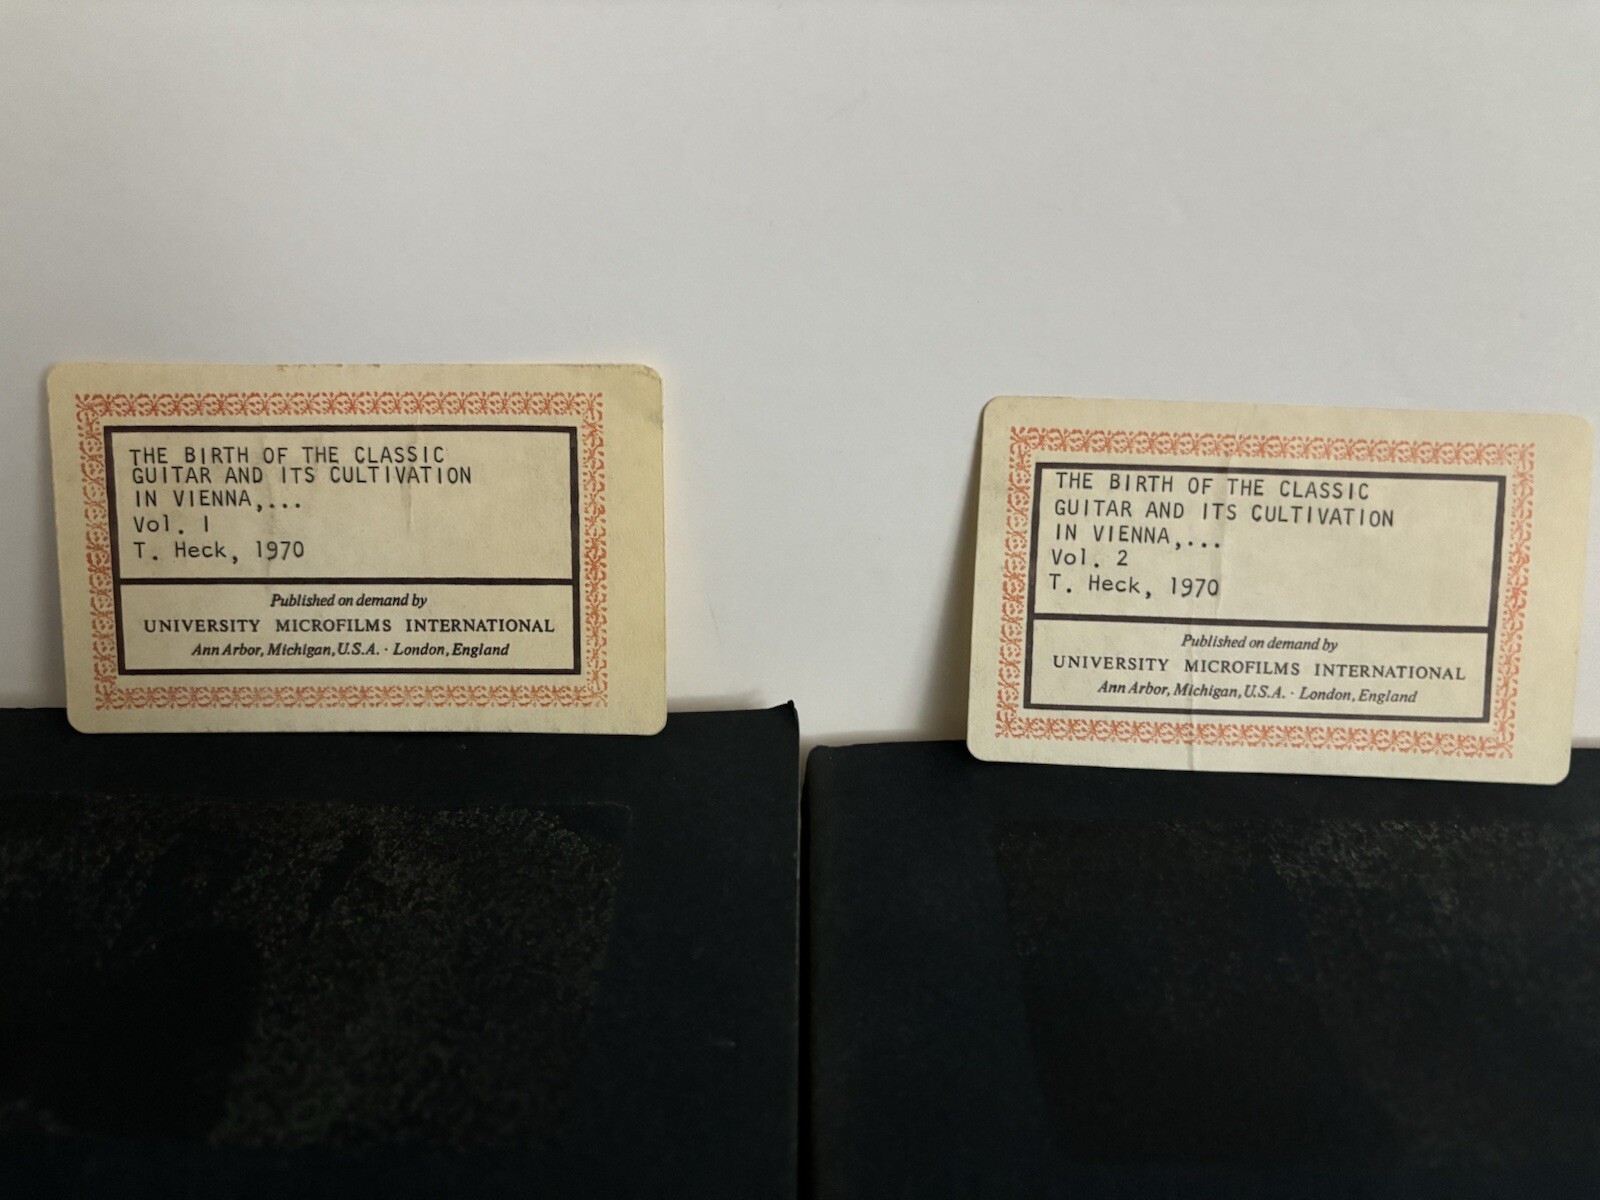 THE BIRTH OF THE CLASSIC
GUITAR AND ITS CULTIVATION
IN VIENNA,...
Vol. 1
T. Heck, 1970
Published on demand by
UNIVERSITY MICROFILMS INTERNATIONAL
Ann Arbor, Michigan, U.S.A. · London, England
THE BIRTH OF THE CLASSIC
GUITAR AND ITS CULTIVATION
IN VIENNA,...
Vol. 2
T. Heck, 1970
Published on demand by
UNIVERSITY MICROFILMS INTERNATIONAL
Ann Arbor, Michigan, U.S.A. · London, England